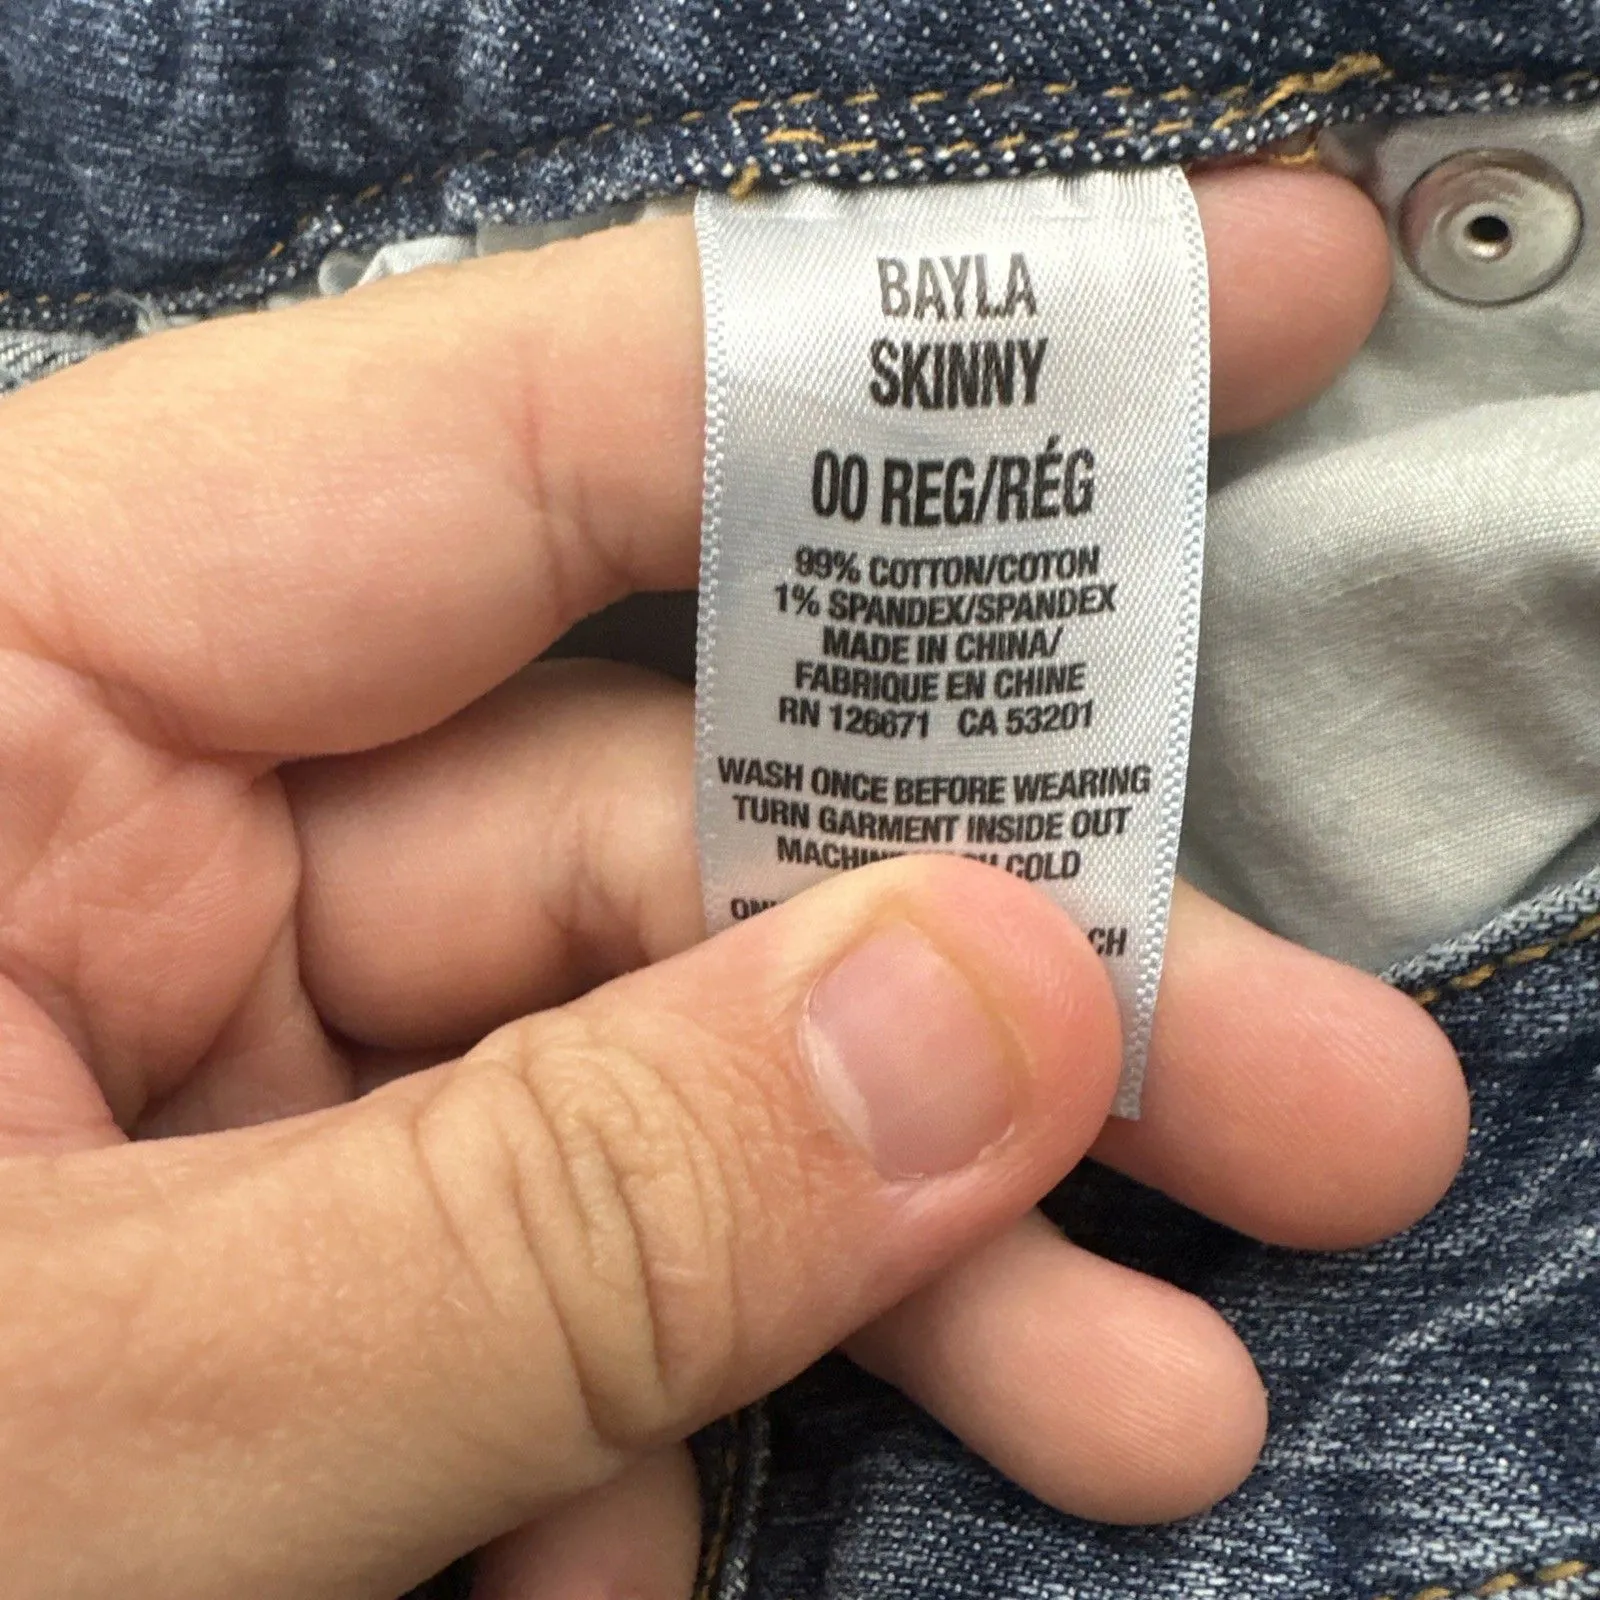 BAYLA
SKINNY
00 REG/RÉG
99% COTTON/COTON
1% SPANDEX/SPANDEX
MADE IN CHINA/
FABRIQUE EN CHINE
RN 126671 CA 53201
WASH ONCE BEFORE WEARING
TURN GARMENT INSIDE OUT
COLD